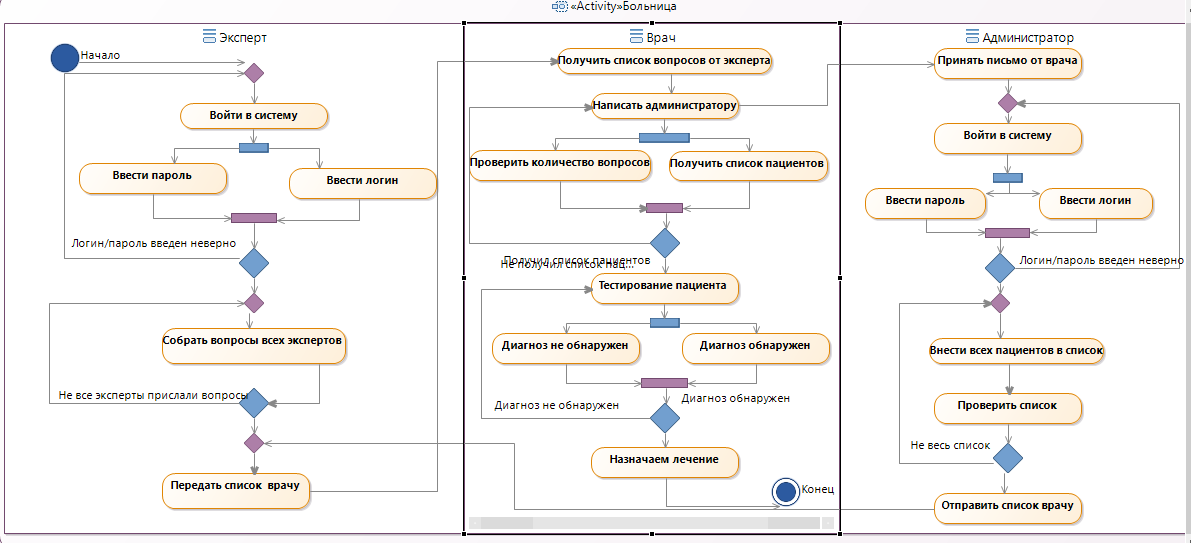 «Activity»Больница
Эксперт
Начало
Войти в систему
Ввести пароль
Ввести логин
Логин/пароль введен неверно
Собрать вопросы всех экспертов
Не все эксперты прислали вопросы
Передать список врачу
Врач
Получить список вопросов от эксперта
Написать администратору
Проверить количество вопросов
Получить список пациентов
Получил список пациентов
Не получил список пац...
Тестирование пациента
Диагноз не обнаружен
Диагноз обнаружен
Диагноз не обнаружен
Диагноз обнаружен
Назначаем лечение
Конец
Администратор
Принять письмо от врача
Войти в систему
Ввести пароль
Ввести логин
Логин/пароль введен неверно
Внести всех пациентов в список
Проверить список
Не весь список
Отправить список врачу